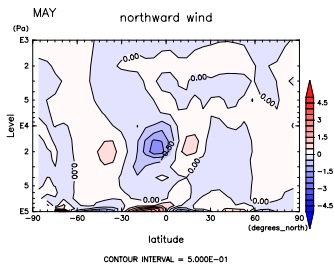 MAY
northward wind
(Pa)
E3
2
5
E4
2
5
E5
Level
0.00
0.00
0.00
0.00
0.00
0.00
0.00
4.5
3
1.5
0
−1.5
−3
−4.5
−90 −60 −30 0 30 60 90
(degrees_north)
latitude
CONTOUR INTERVAL = 5.000E−01